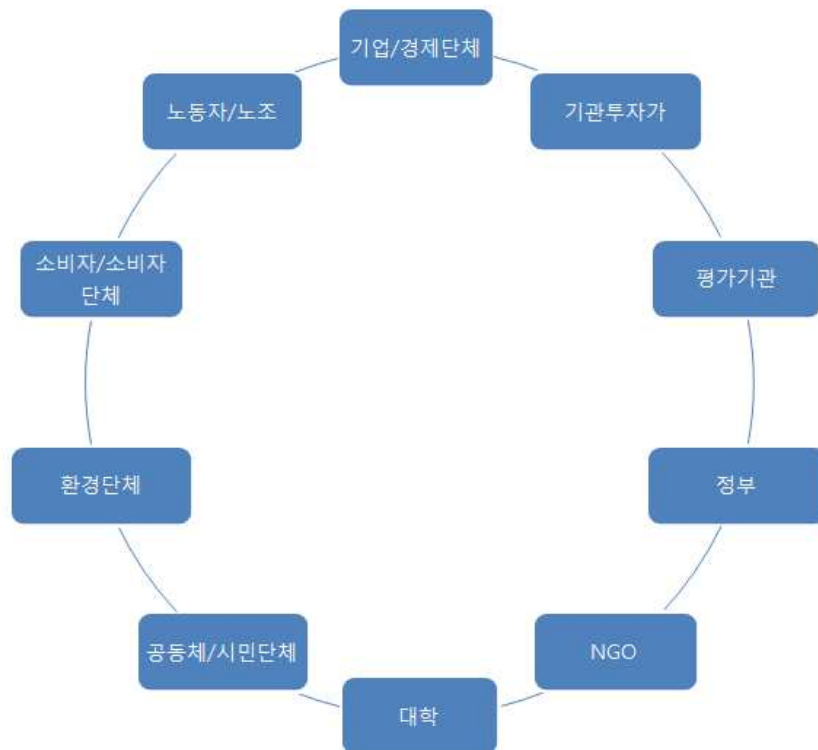 기업/경제단체
기관투자가
평가기관
정부
NGO
대학
공동체/시민단체
환경단체
소비자/소비자
단체
노동자/노조